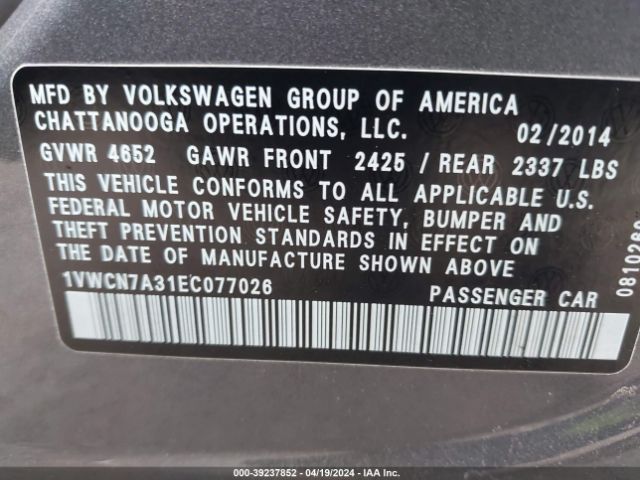 MFD BY VOLKSWAGEN GROUP OF AMERICA
CHATTANOOGA OPERATIONS, LLC. 02/2014
GVWR 4652 GAWR FRONT 2425 / REAR 2337 LBS
THIS VEHICLE CONFORMS TO ALL APPLICABLE U.S.
FEDERAL MOTOR VEHICLE SAFETY, BUMPER AND
THEFT PREVENTION STANDARDS IN EFFECT ON
THE DATE OF MANUFACTURE SHOWN ABOVE
1VWCN7A31EC077026 PASSENGER CAR
000-39237852 | 04/19/2024 | IAA Inc.